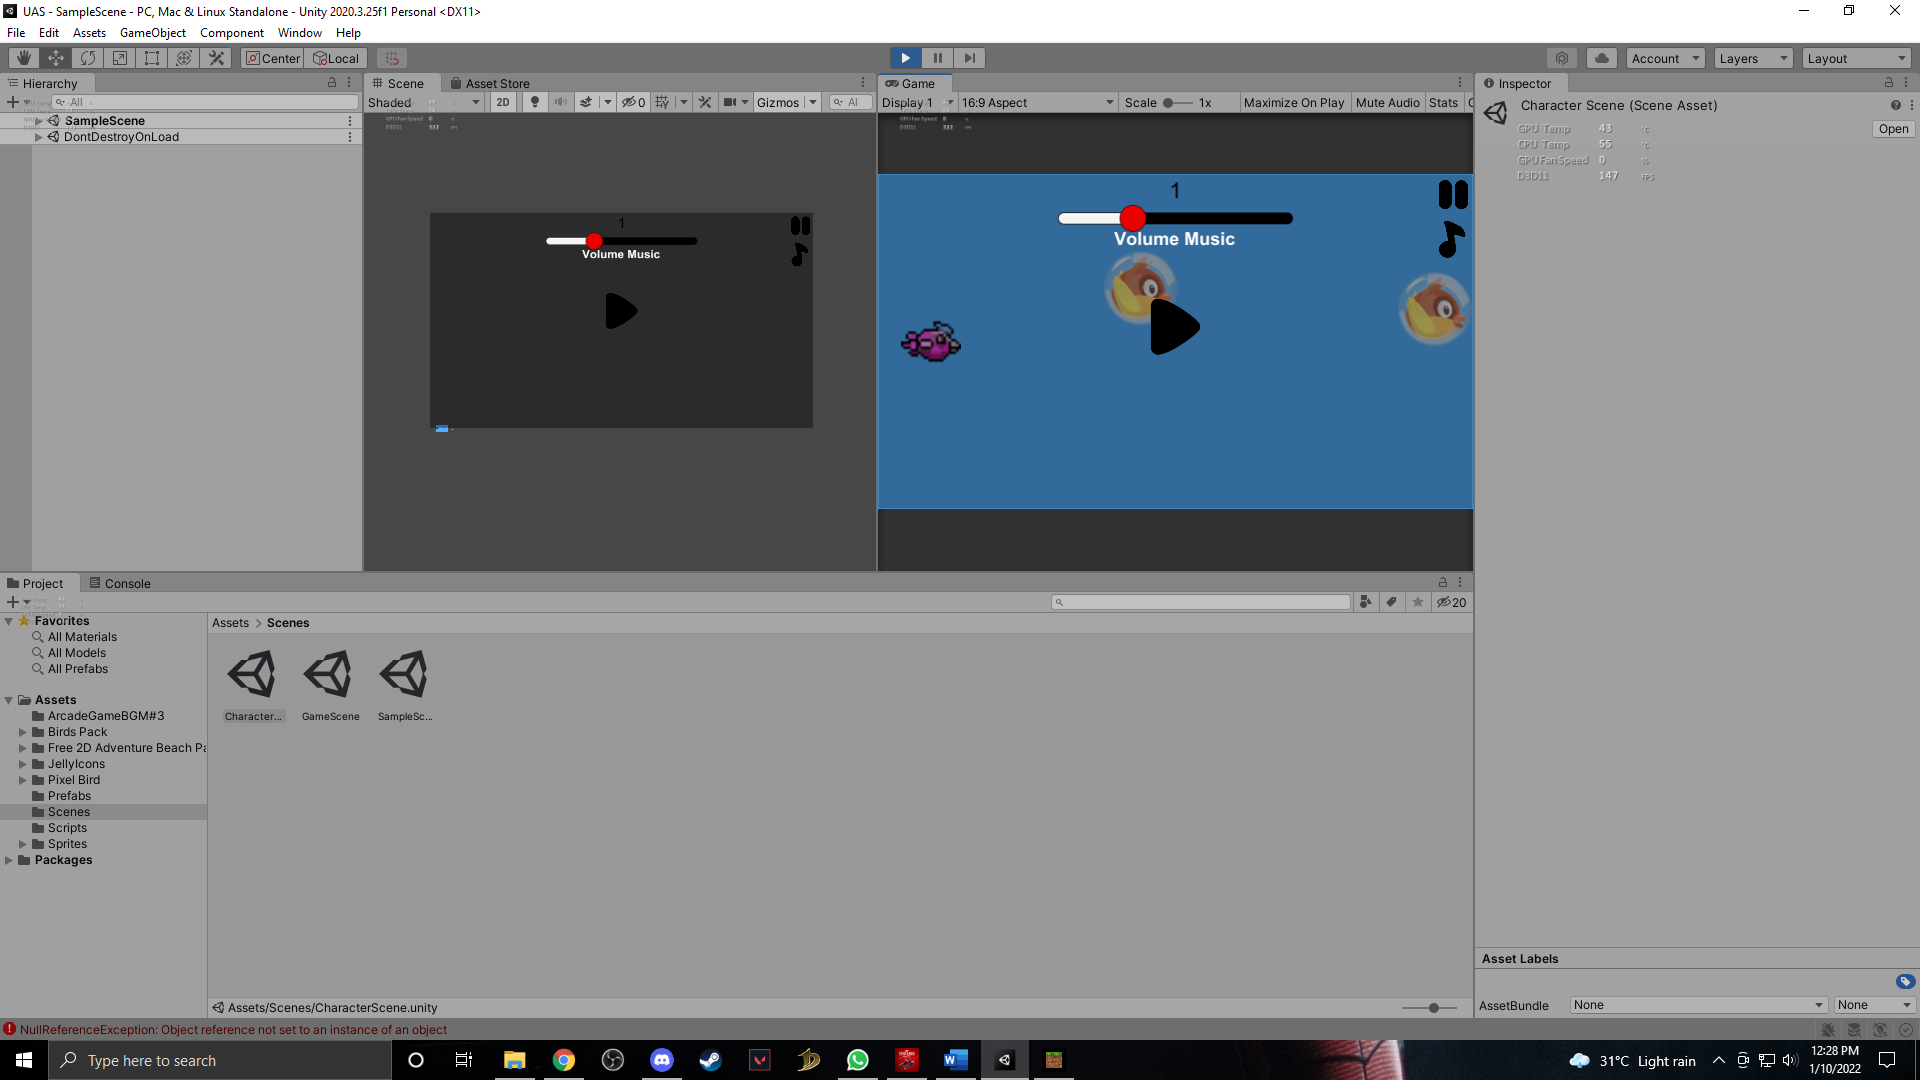 UAS - SampleScene - PC, Mac & Linux Standalone - Unity 2020.3.25f1 Personal <DX11>
File Edit Assets GameObject Component Window Help
Center Local Account Layers Layout
Hierarchy
All
SampleScene
DontDestroyOnLoad
Scene Asset Store
Shaded 2D 0 Gizmos All
1
Volume Music
Game
Display 1 16:9 Aspect Scale 1x Maximize On Play Mute Audio Stats
GPU Fan Speed 0 %
D3D11
1
Volume Music
Inspector
Character Scene (Scene Asset)
Open
GPU Temp 43 °C
CPU Temp 55 °C
GPU Fan Speed 0 %
D3D11 147 FPS
Project Console
20
Favorites
All Materials
All Models
All Prefabs
Assets
ArcadeGameBGM#3
Birds Pack
Free 2D Adventure Beach Pa
JellyIcons
Pixel Bird
Prefabs
Scenes
Scripts
Sprites
Packages
Assets > Scenes
Character...
GameScene
SampleSc...
Assets/Scenes/CharacterScene.unity
Asset Labels
AssetBundle None None
NullReferenceException: Object reference not set to an instance of an object
Type here to search
31°C Light rain
12:28 PM
1/10/2022